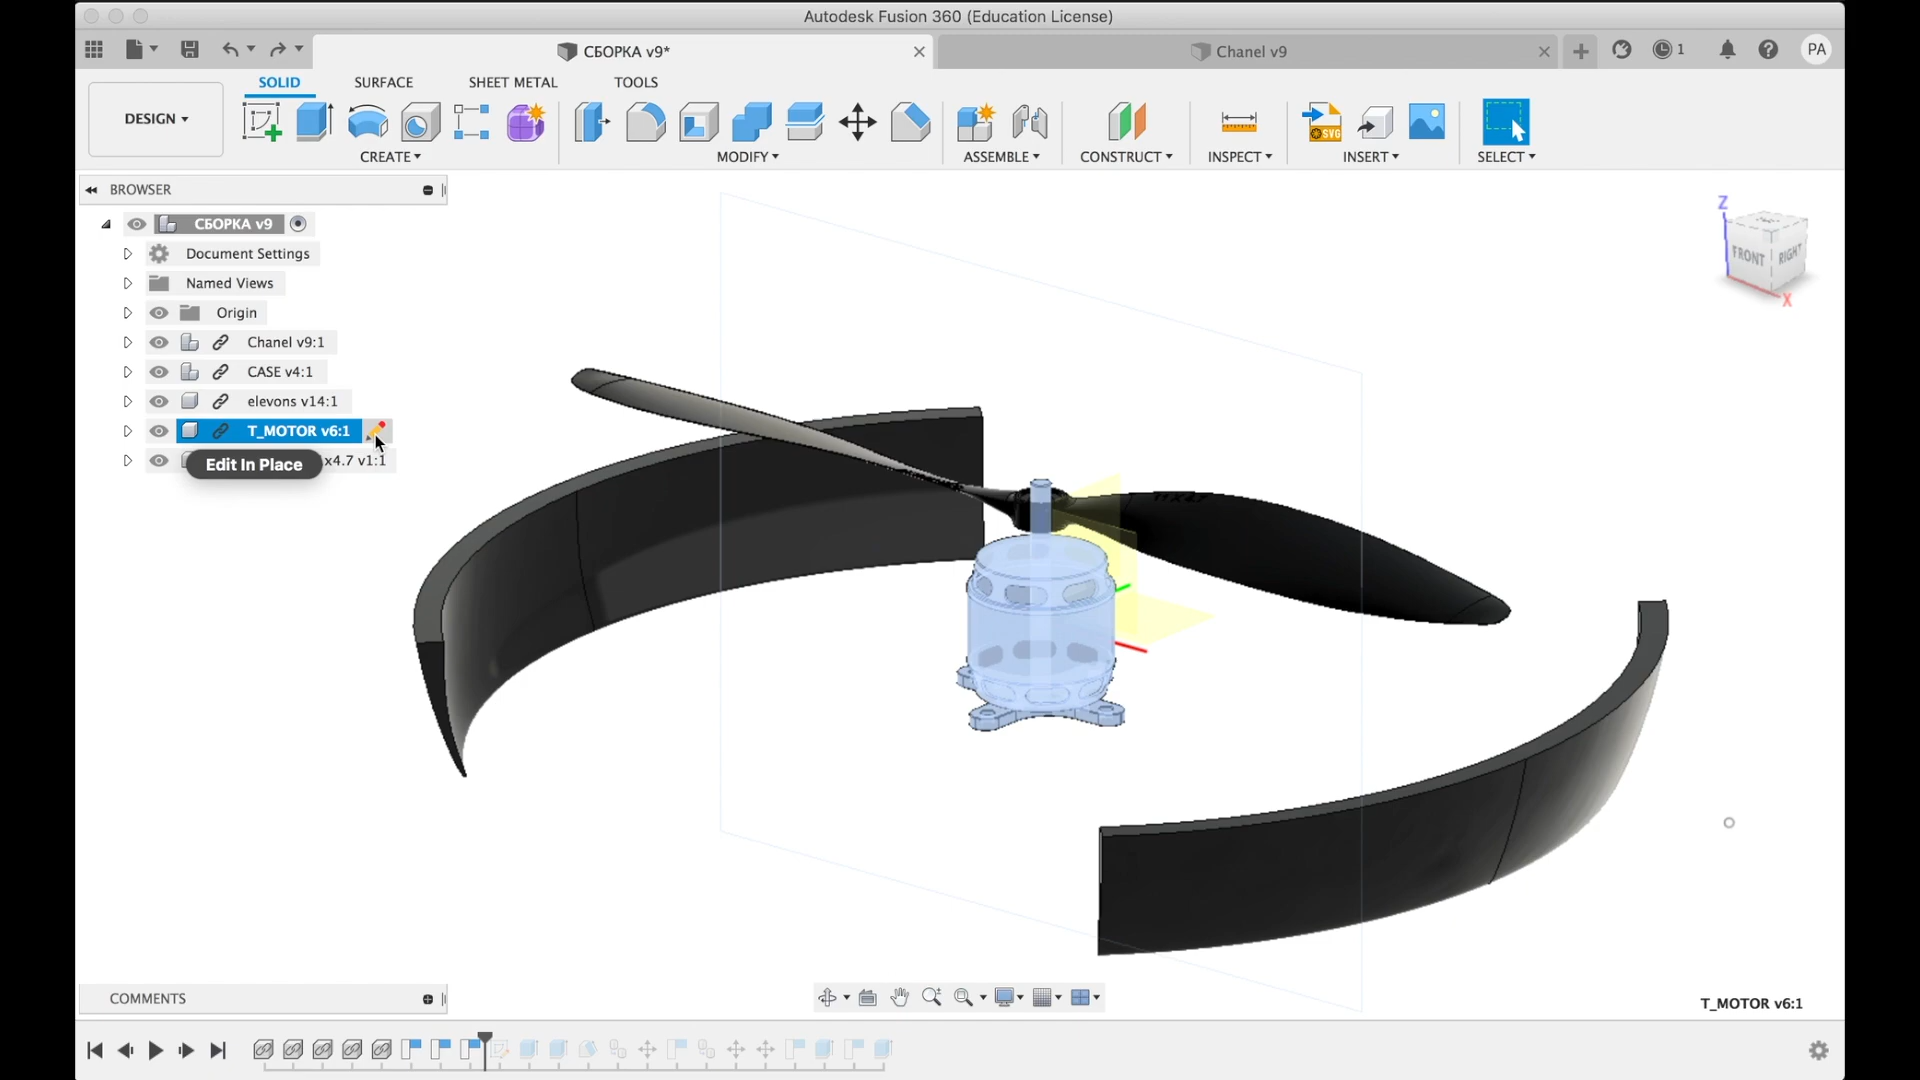 Autodesk Fusion 360 (Education License)
СБОРКА v9*
Chanel v9
1
PA
SOLID
SURFACE
SHEET METAL
TOOLS
DESIGN
CREATE
MODIFY
ASSEMBLE
CONSTRUCT
INSPECT
INSERT
SELECT
SVG
BROWSER
СБОРКА v9
Document Settings
Named Views
Origin
Chanel v9:1
CASE v4:1
elevons v14:1
T_MOTOR v6:1
x4.7 v1:1
Edit In Place
Z
FRONT
RIGHT
X
COMMENTS
T_MOTOR v6:1